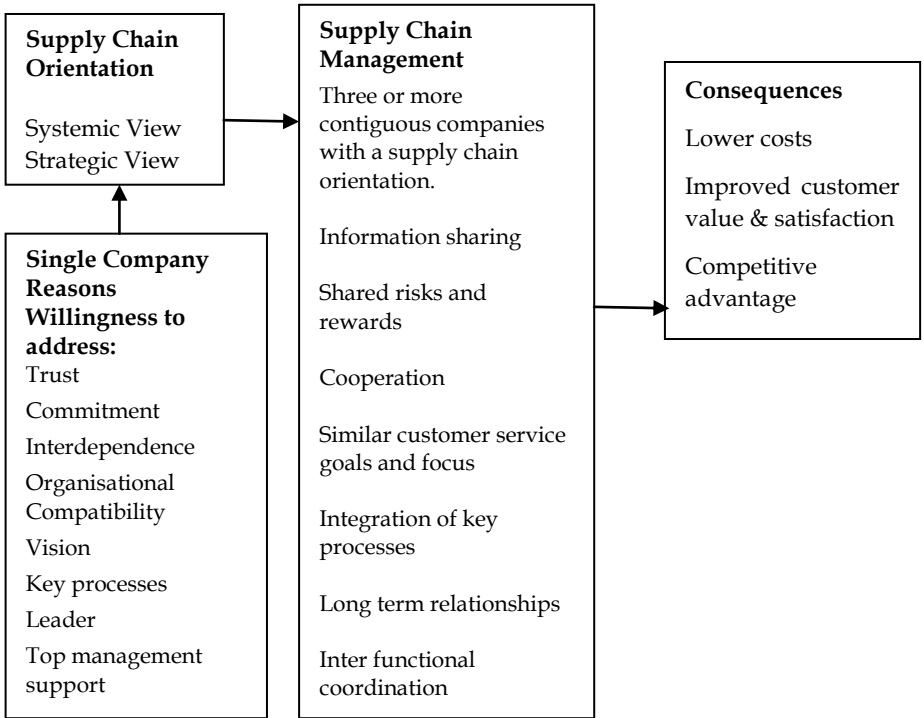 Supply Chain
Orientation
Systemic View
Strategic View
Single Company
Reasons
Willingness to
address:
Trust
Commitment
Interdependence
Organisational
Compatibility
Vision
Key processes
Leader
Top management
support
Supply Chain
Management
Three or more
contiguous companies
with a supply chain
orientation.
Information sharing
Shared risks and
rewards
Cooperation
Similar customer service
goals and focus
Integration of key
processes
Long term relationships
Inter functional
coordination
Consequences
Lower costs
Improved customer
value & satisfaction
Competitive
advantage